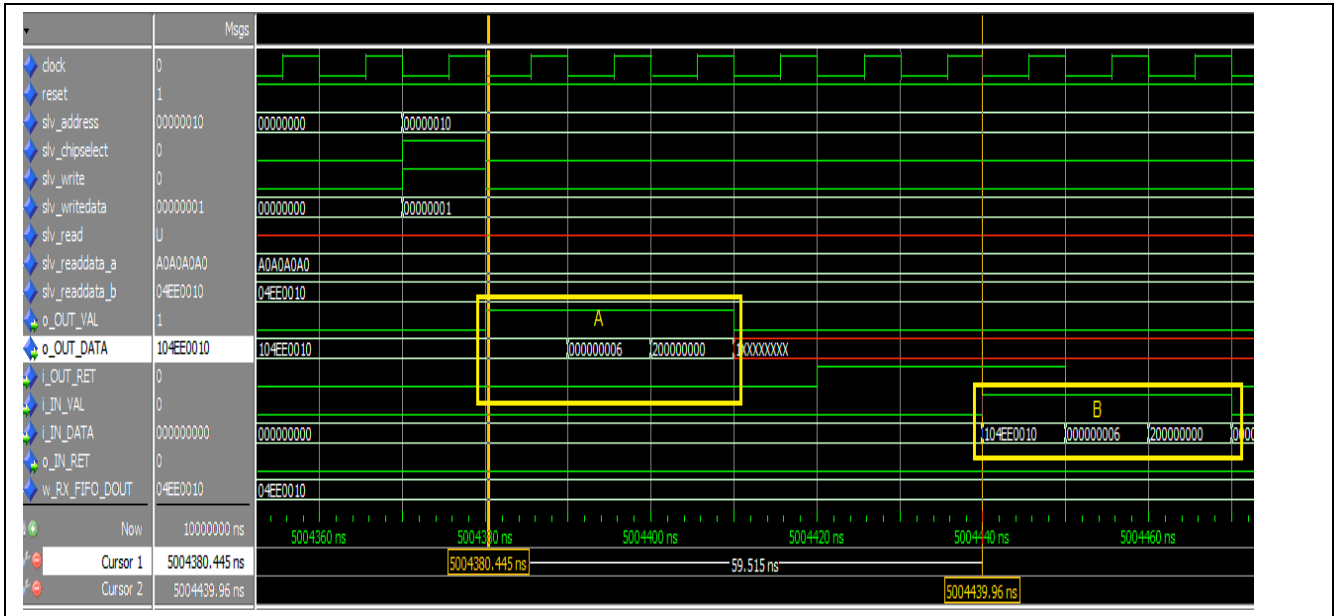 Msgs
clock 0
reset 1
slv_address 00000010 00000000 00000010
slv_chipselect 0
slv_write 0
slv_writedata 00000001 00000000 00000001
slv_read U
slv_readdata_a A0A0A0A0 A0A0A0A0
slv_readdata_b 04EE0010 04EE0010
o_OUT_VAL 1 A
o_OUT_DATA 104EE0010 104EE0010 000000006 200000000 1XXXXXXXX
i_OUT_RET 0
i_IN_VAL 0 B
i_IN_DATA 000000000 000000000 104EE0010 000000006 200000000 0000
o_IN_RET 0
w_RX_FIFO_DOUT 04EE0010 04EE0010
Now 10000000 ns 5004360 ns 5004380 ns 5004400 ns 5004420 ns 5004440 ns 5004460 ns
Cursor 1 5004380.445 ns 5004380.445 ns 59.515 ns
Cursor 2 5004439.96 ns 5004439.96 ns